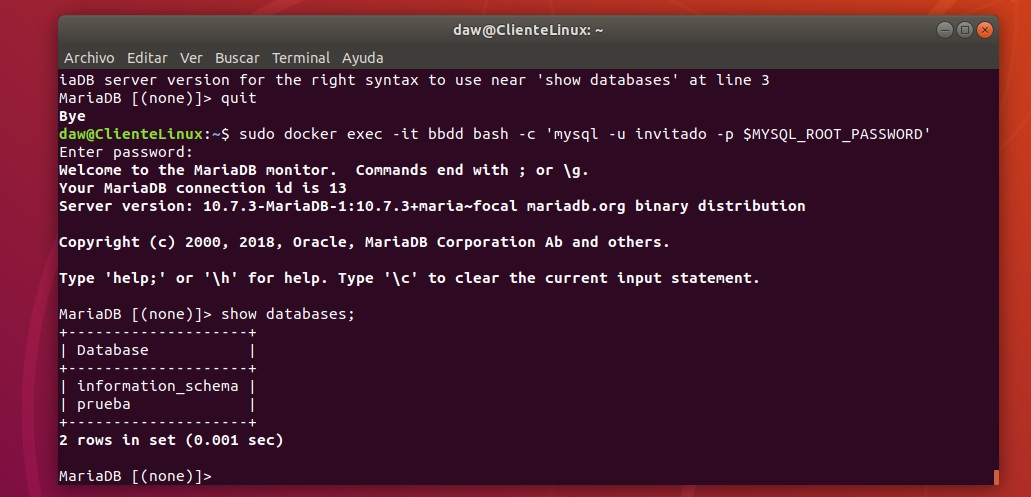 daw@ClienteLinux: ~
Archivo Editar Ver Buscar Terminal Ayuda
iaDB server version for the right syntax to use near 'show databases' at line 3
MariaDB [(none)]> quit
Bye
daw@ClienteLinux:~$ sudo docker exec -it bbdd bash -c 'mysql -u invitado -p $MYSQL_ROOT_PASSWORD'
Enter password:
Welcome to the MariaDB monitor.  Commands end with ; or \g.
Your MariaDB connection id is 13
Server version: 10.7.3-MariaDB-1:10.7.3+maria~focal mariadb.org binary distribution
Copyright (c) 2000, 2018, Oracle, MariaDB Corporation Ab and others.
Type 'help;' or '\h' for help. Type '\c' to clear the current input statement.
MariaDB [(none)]> show databases;
+--------------------+
| Database           |
+--------------------+
| information_schema |
| prueba             |
+--------------------+
2 rows in set (0.001 sec)
MariaDB [(none)]>